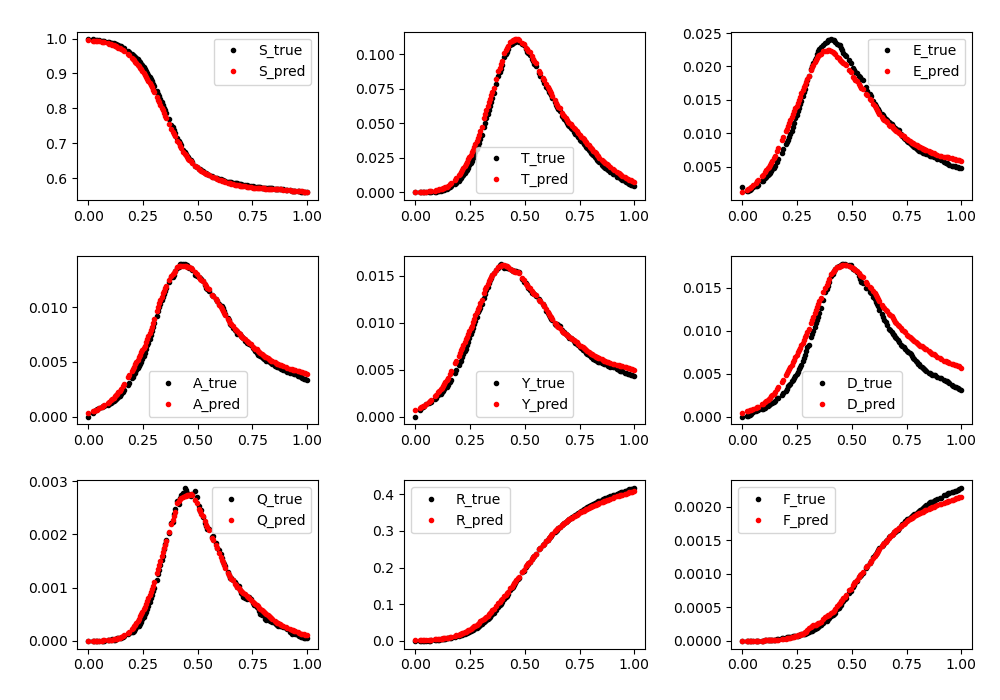 1.0
0.9
0.8
0.7
0.6
0.00 0.25 0.50 0.75 1.00
S_true
S_pred
0.100
0.075
0.050
0.025
0.000
0.00 0.25 0.50 0.75 1.00
T_true
T_pred
0.025
0.020
0.015
0.010
0.005
0.00 0.25 0.50 0.75 1.00
E_true
E_pred
0.010
0.005
0.000
0.00 0.25 0.50 0.75 1.00
A_true
A_pred
0.015
0.010
0.005
0.000
0.00 0.25 0.50 0.75 1.00
Y_true
Y_pred
0.015
0.010
0.005
0.000
0.00 0.25 0.50 0.75 1.00
D_true
D_pred
0.003
0.002
0.001
0.000
0.00 0.25 0.50 0.75 1.00
Q_true
Q_pred
0.4
0.3
0.2
0.1
0.0
0.00 0.25 0.50 0.75 1.00
R_true
R_pred
0.0020
0.0015
0.0010
0.0005
0.0000
0.00 0.25 0.50 0.75 1.00
F_true
F_pred